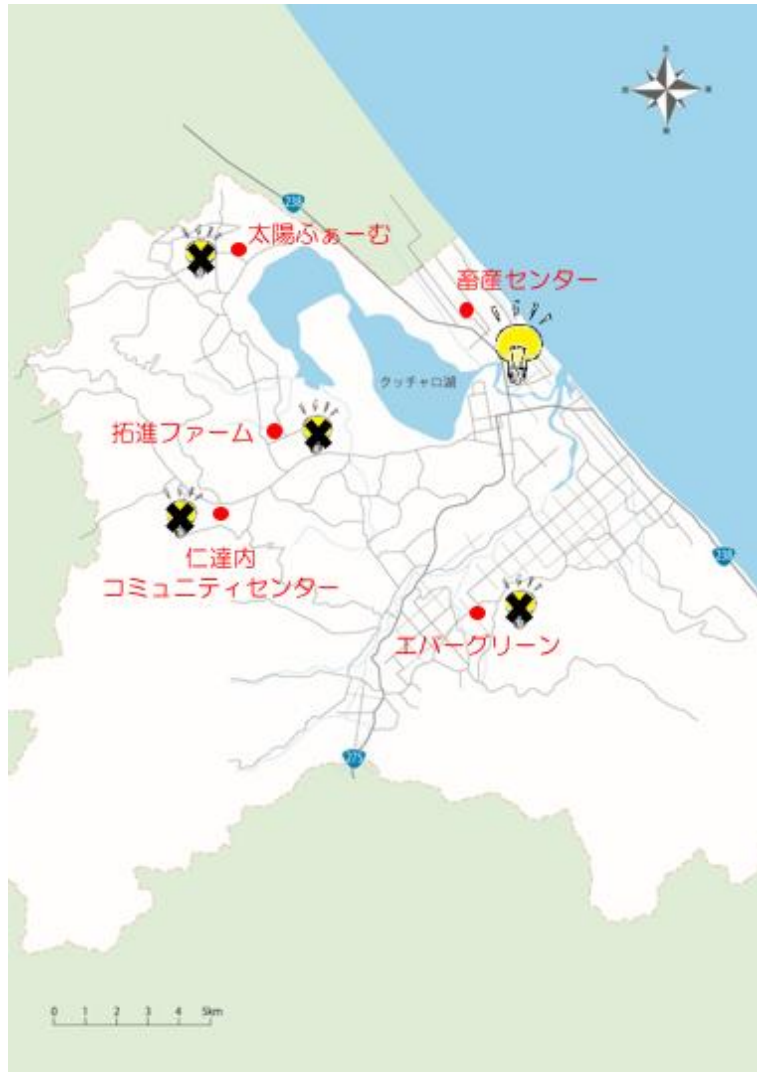 238
太陽ふぁーむ
畜産センター
クッチャロ湖
拓進ファーム
仁達内
コミュニティセンター
238
エバーグリーン
275
0 1 2 3 4 5km